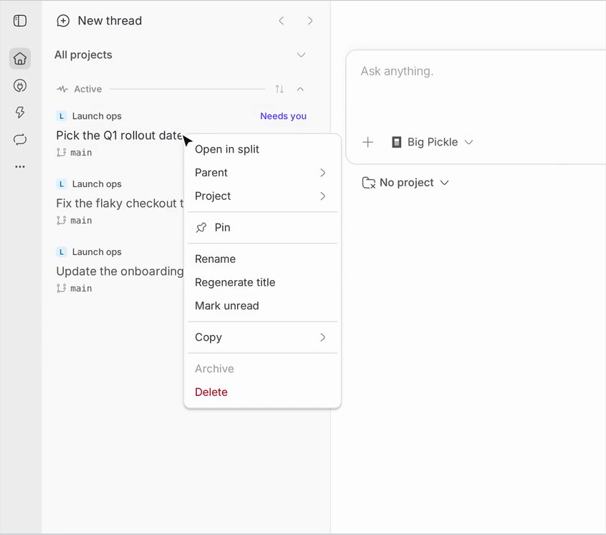 New thread
All projects
Active
L Launch ops
Needs you
Pick the Q1 rollout date
main
L Launch ops
Fix the flaky checkout t
main
L Launch ops
Update the onboarding
main
Open in split
Parent
Project
Pin
Rename
Regenerate title
Mark unread
Copy
Archive
Delete
Ask anything.
Big Pickle
No project